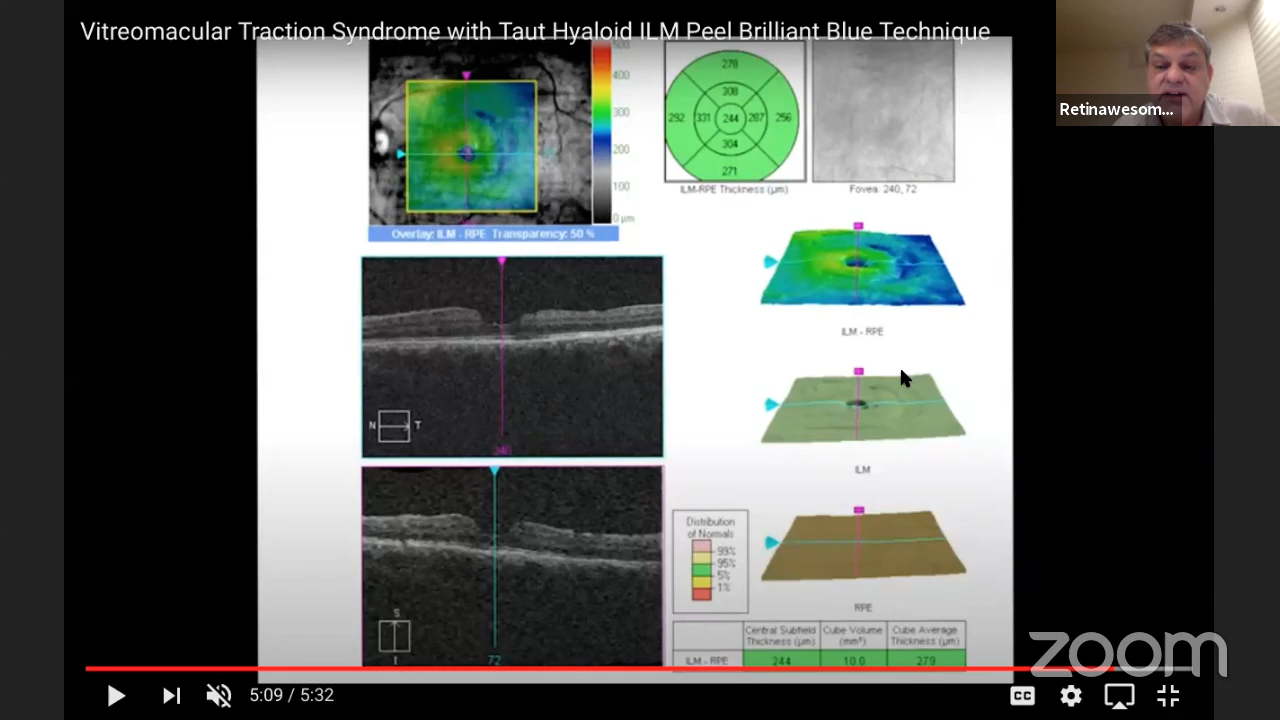 Vitreomacular Traction Syndrome with Taut Hyaloid ILM Peel Brilliant Blue Technique
Retinawesom...
500
400
300
200
100
0 µm
Overlay: ILM - RPE Transparency: 50 %
278
308
292 331 244 287 256
304
271
ILM-RPE Thickness (µm)
Fovea: 240, 72
ILM - RPE
N T
240
ILM
S
I
72
Distribution
of Normals
99%
95%
5%
1%
RPE
Central Subfield Thickness (µm)
Cube Volume (mm³)
Cube Average Thickness (µm)
ILM - RPE 244 10.0 279
zoom
5:09 / 5:32
CC